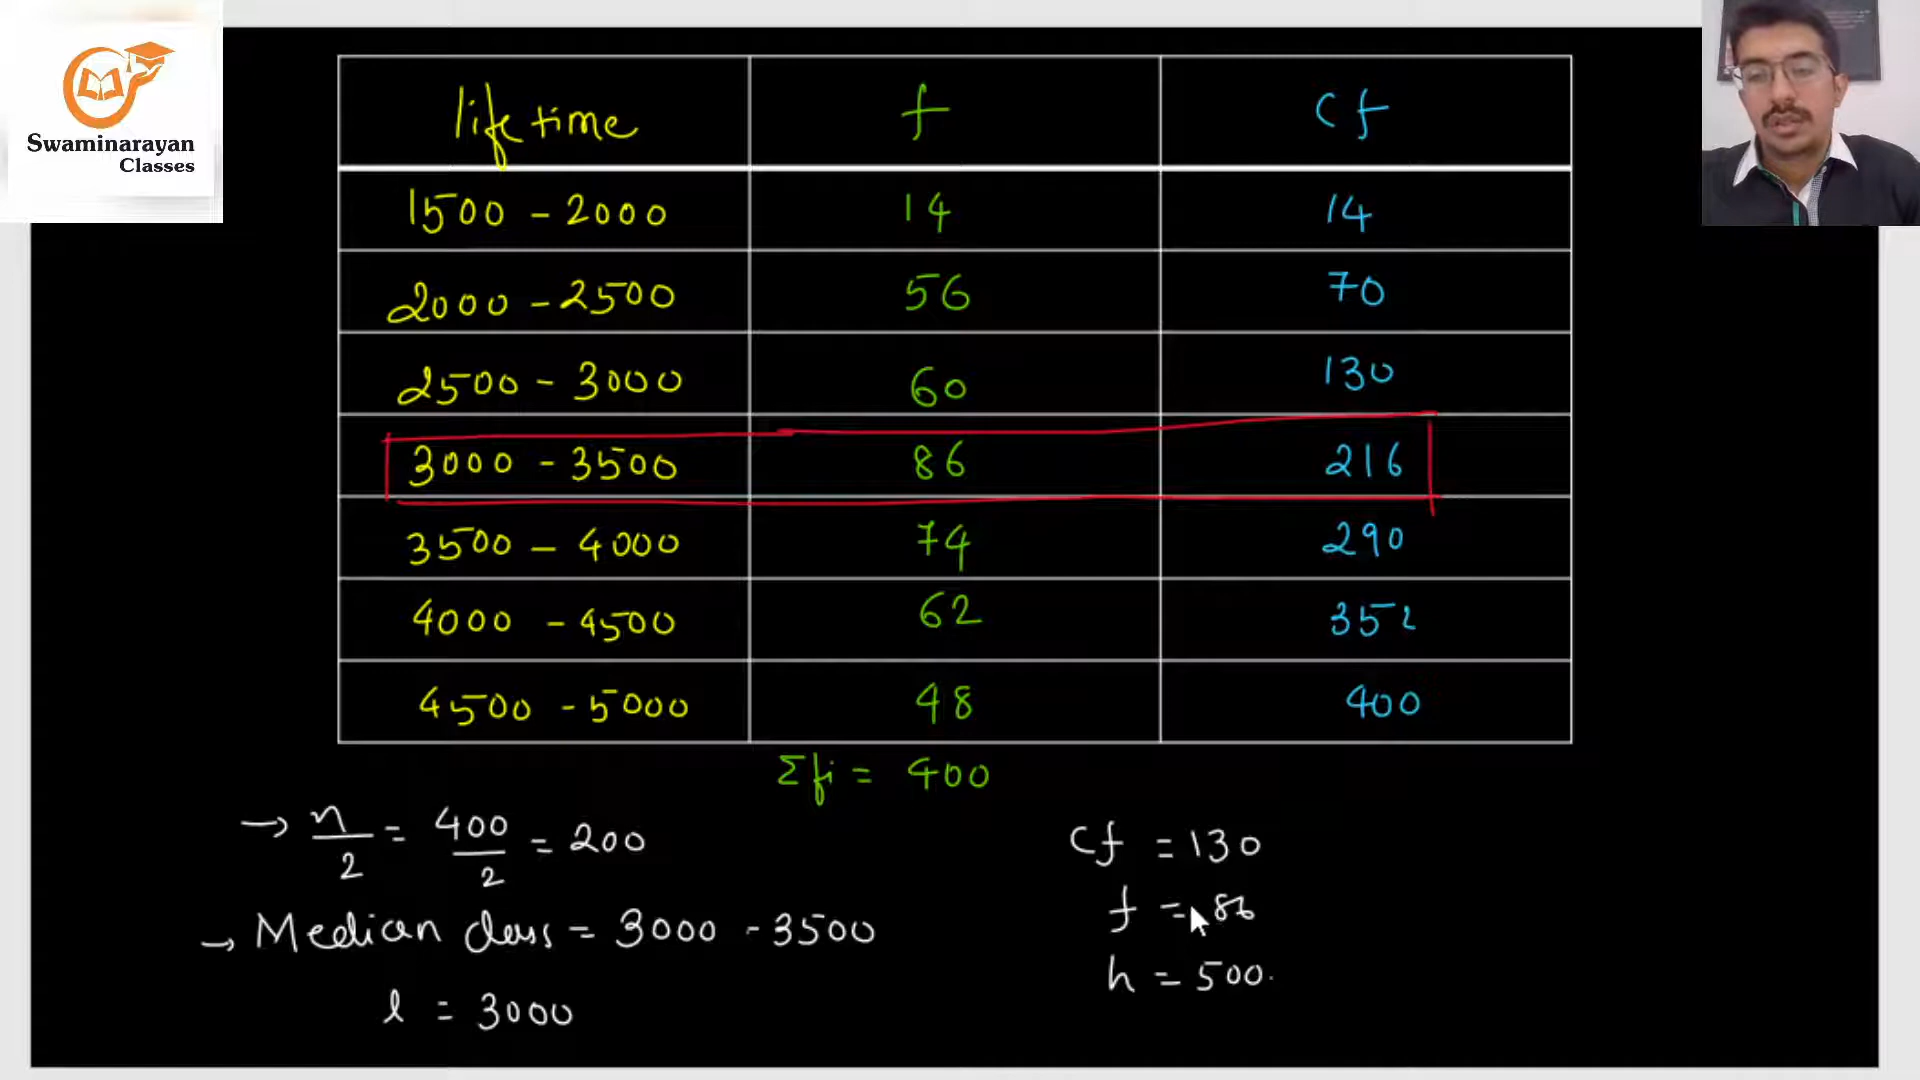 Swaminarayan
Classes
life time f cf
1500 - 2000 14 14
2000 - 2500 56 70
2500 - 3000 60 130
3000 - 3500 86 216
3500 - 4000 74 290
4000 - 4500 62 352
4500 - 5000 48 400
Σfi = 400
→ n/2 = 400/2 = 200
→ Median class = 3000 - 3500
l = 3000
cf = 130
f = 86
h = 500.